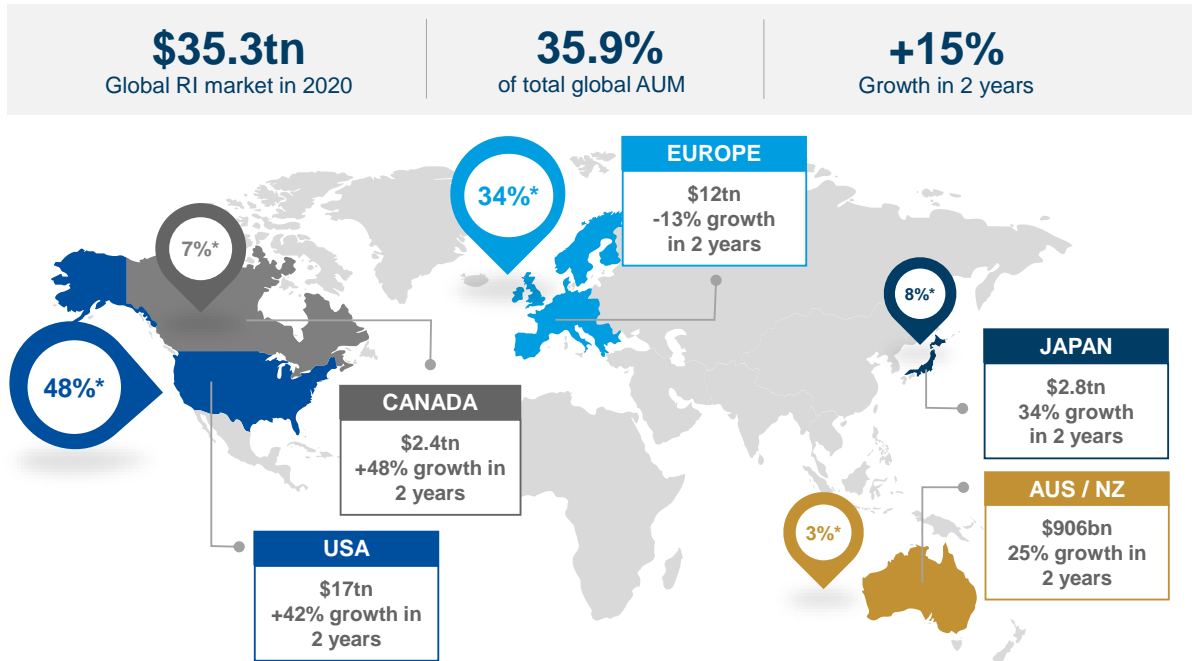 $35.3tn
Global RI market in 2020
35.9%
of total global AUM
+15%
Growth in 2 years
34%*
EUROPE
$12tn
-13% growth
in 2 years
7%*
8%*
48%*
JAPAN
$2.8tn
34% growth
in 2 years
CANADA
$2.4tn
+48% growth in
2 years
AUS / NZ
$906bn
25% growth in
2 years
3%*
USA
$17tn
+42% growth in
2 years